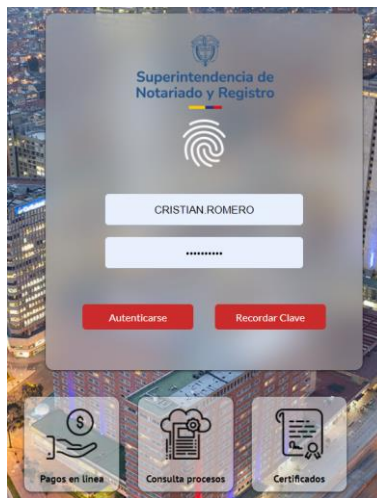 Superintendencia de
Notariado y Registro
CRISTIAN.ROMERO
••••••••••
Autenticarse Recordar Clave
$
Pagos en línea Consulta procesos Certificados